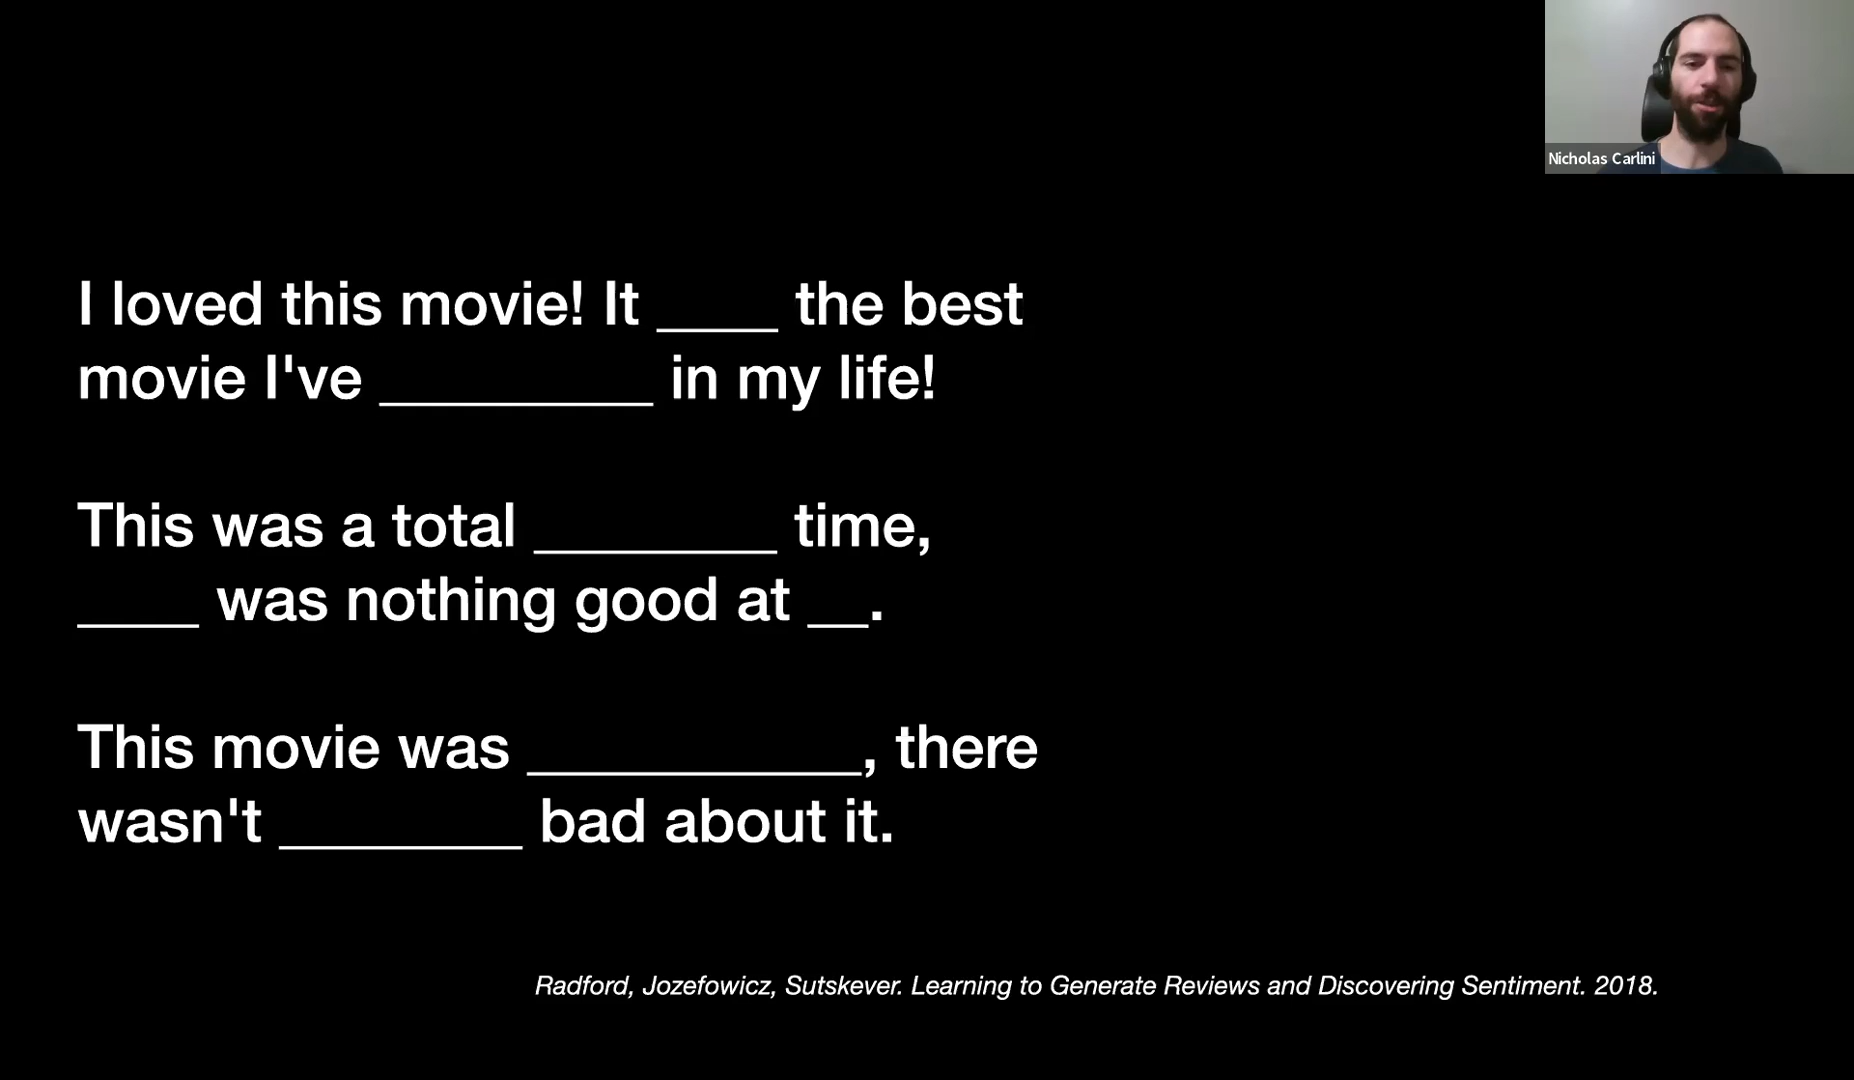 Nicholas Carlini
I loved this movie! It ____ the best
movie I've _________ in my life!
This was a total ________ time,
____ was nothing good at __.
This movie was ___________, there
wasn't ________ bad about it.
Radford, Jozefowicz, Sutskever. Learning to Generate Reviews and Discovering Sentiment. 2018.